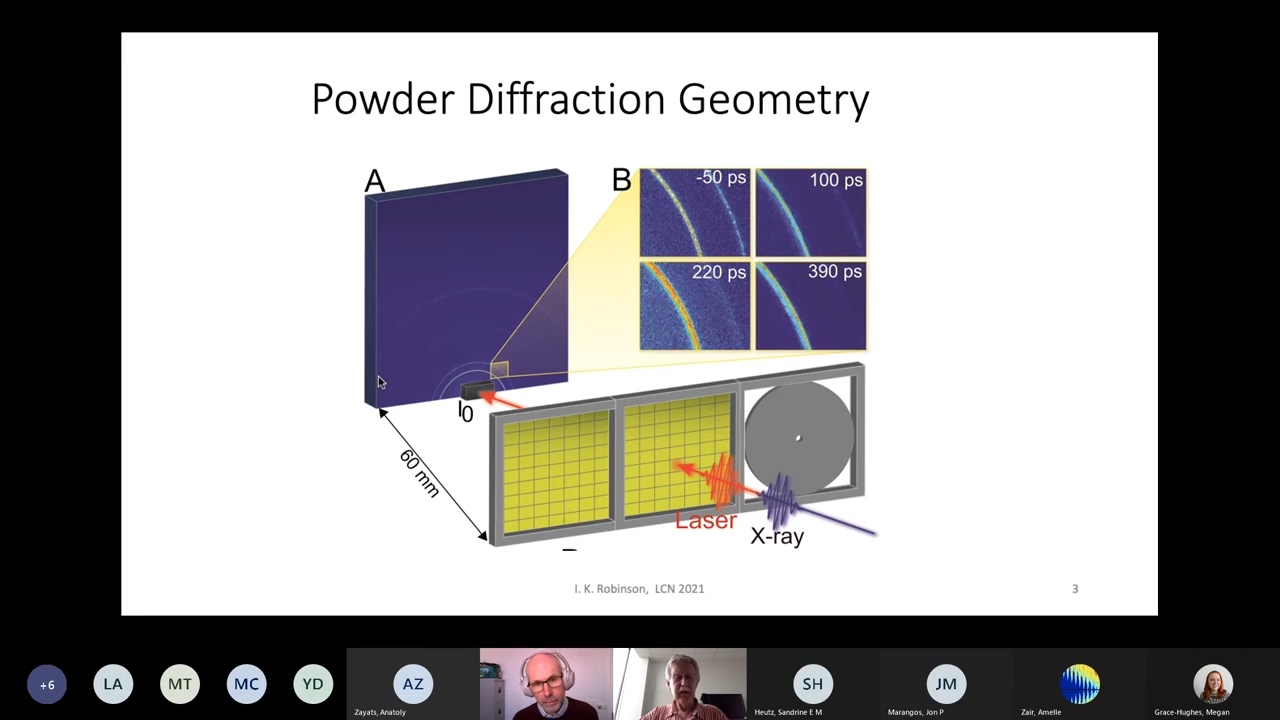 Powder Diffraction Geometry
A
B
-50 ps
100 ps
220 ps
390 ps
I0
60 mm
Laser
X-ray
I. K. Robinson, LCN 2021
3
+6
LA
MT
MC
YD
AZ
SH
JM
Zayats, Anatoly
Heutz, Sandrine E M
Marangos, Jon P
Zair, Amelle
Grace-Hughes, Megan